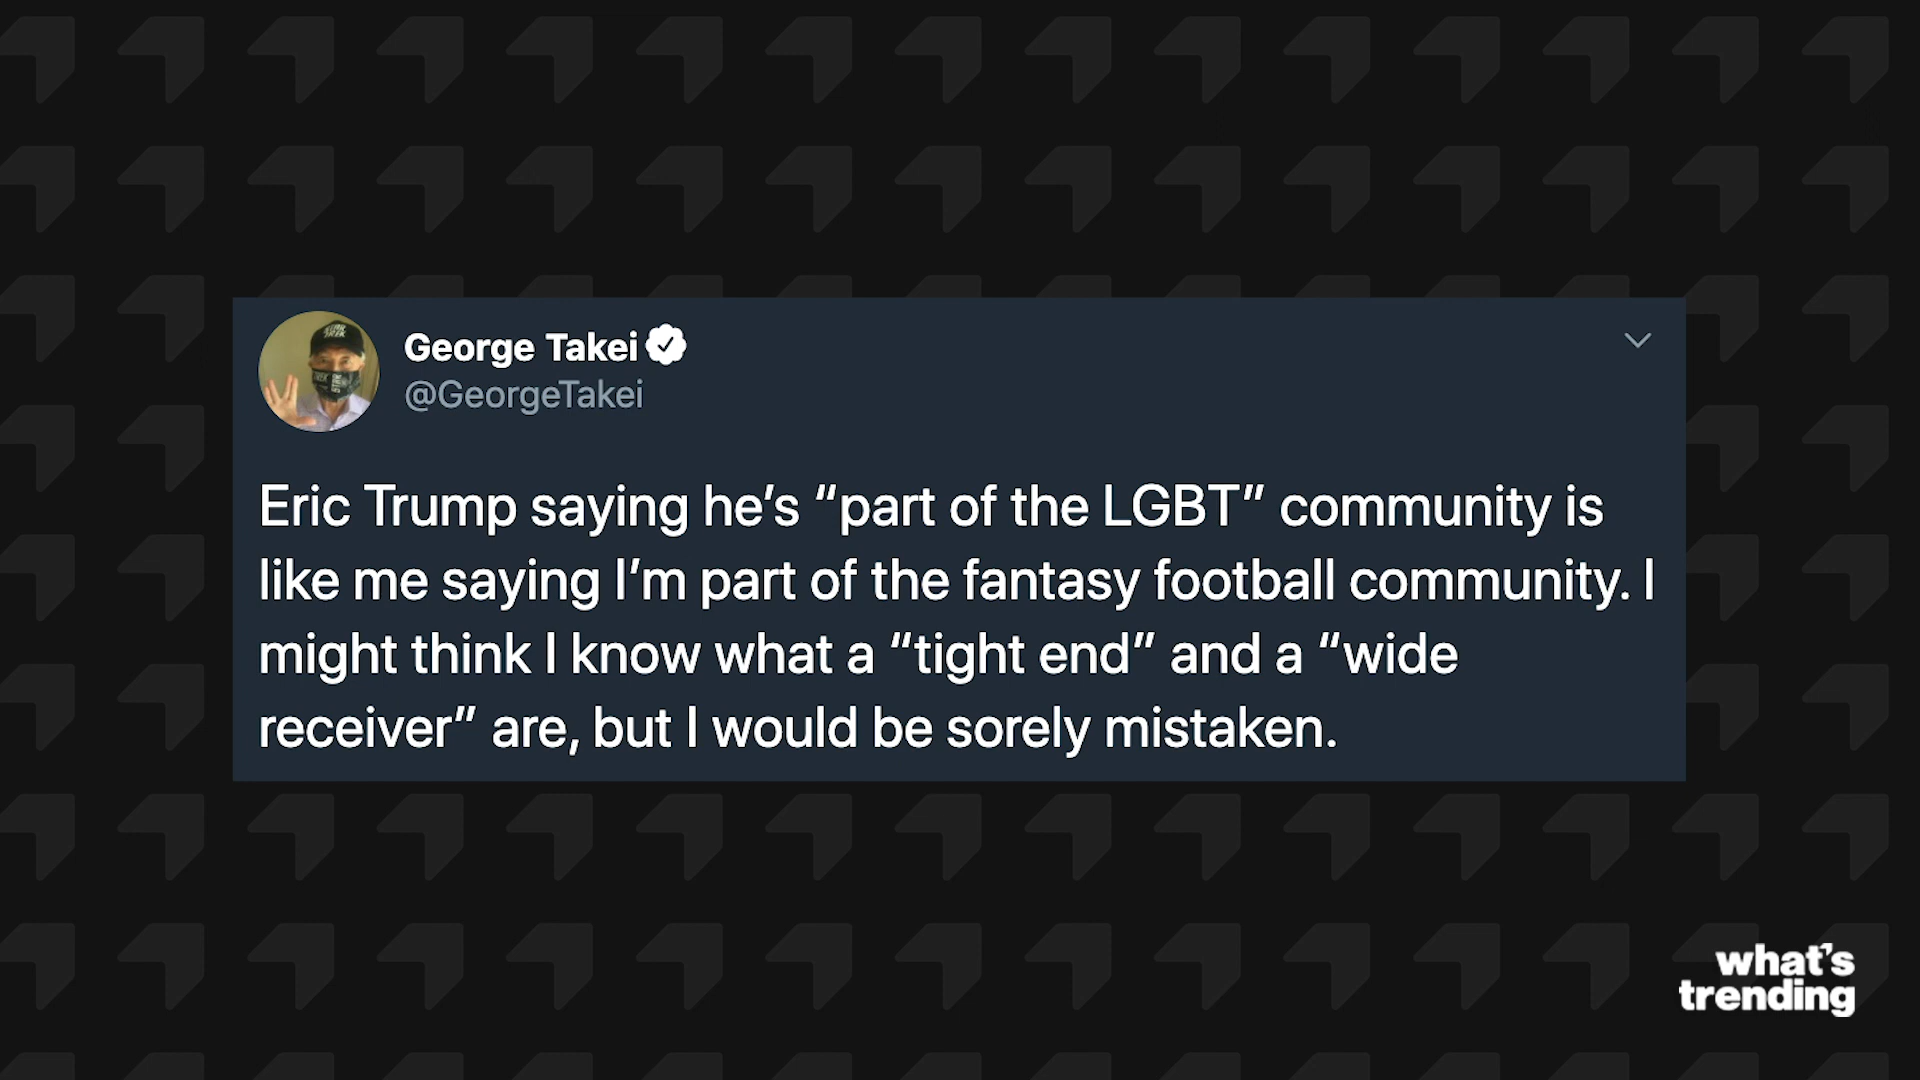 George Takei
@GeorgeTakei
Eric Trump saying he’s “part of the LGBT” community is
like me saying I’m part of the fantasy football community. I
might think I know what a “tight end” and a “wide
receiver” are, but I would be sorely mistaken.
what’s
trending